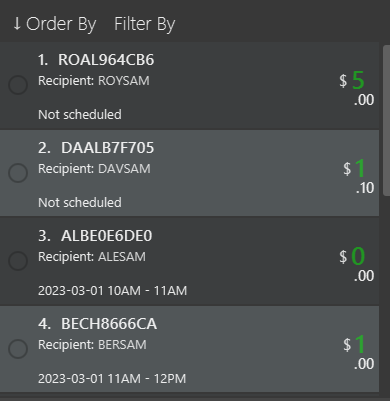 ↓ Order By Filter By
1. ROAL964CB6
Recipient: ROYSAM
$ 5.00
Not scheduled
2. DAALB7F705
Recipient: DAVSAM
$ 1.10
Not scheduled
3. ALBE0E6DE0
Recipient: ALESAM
$ 0.00
2023-03-01 10AM - 11AM
4. BECH8666CA
Recipient: BERSAM
$ 1.00
2023-03-01 11AM - 12PM